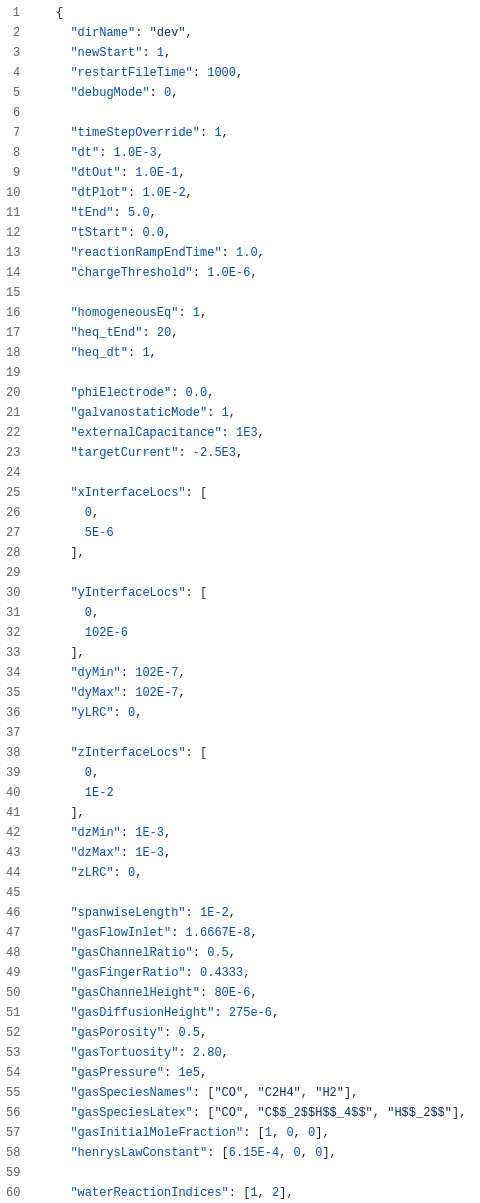 1 {
2 "dirName": "dev",
3 "newStart": 1,
4 "restartFileTime": 1000,
5 "debugMode": 0,
6
7 "timeStepOverride": 1,
8 "dt": 1.0E-3,
9 "dtOut": 1.0E-1,
10 "dtPlot": 1.0E-2,
11 "tEnd": 5.0,
12 "tStart": 0.0,
13 "reactionRampEndTime": 1.0,
14 "chargeThreshold": 1.0E-6,
15
16 "homogeneousEq": 1,
17 "heq_tEnd": 20,
18 "heq_dt": 1,
19
20 "phiElectrode": 0.0,
21 "galvanostaticMode": 1,
22 "externalCapacitance": 1E3,
23 "targetCurrent": -2.5E3,
24
25 "xInterfaceLocs": [
26 0,
27 5E-6
28 ],
29
30 "yInterfaceLocs": [
31 0,
32 102E-6
33 ],
34 "dyMin": 102E-7,
35 "dyMax": 102E-7,
36 "yLRC": 0,
37
38 "zInterfaceLocs": [
39 0,
40 1E-2
41 ],
42 "dzMin": 1E-3,
43 "dzMax": 1E-3,
44 "zLRC": 0,
45
46 "spanwiseLength": 1E-2,
47 "gasFlowInlet": 1.6667E-8,
48 "gasChannelRatio": 0.5,
49 "gasFingerRatio": 0.4333,
50 "gasChannelHeight": 80E-6,
51 "gasDiffusionHeight": 275e-6,
52 "gasPorosity": 0.5,
53 "gasTortuosity": 2.80,
54 "gasPressure": 1e5,
55 "gasSpeciesNames": ["CO", "C2H4", "H2"],
56 "gasSpeciesLatex": ["CO", "C$$_2$$H$$_4$$", "H$$_2$$"],
57 "gasInitialMoleFraction": [1, 0, 0],
58 "henrysLawConstant": [6.15E-4, 0, 0],
59
60 "waterReactionIndices": [1, 2],